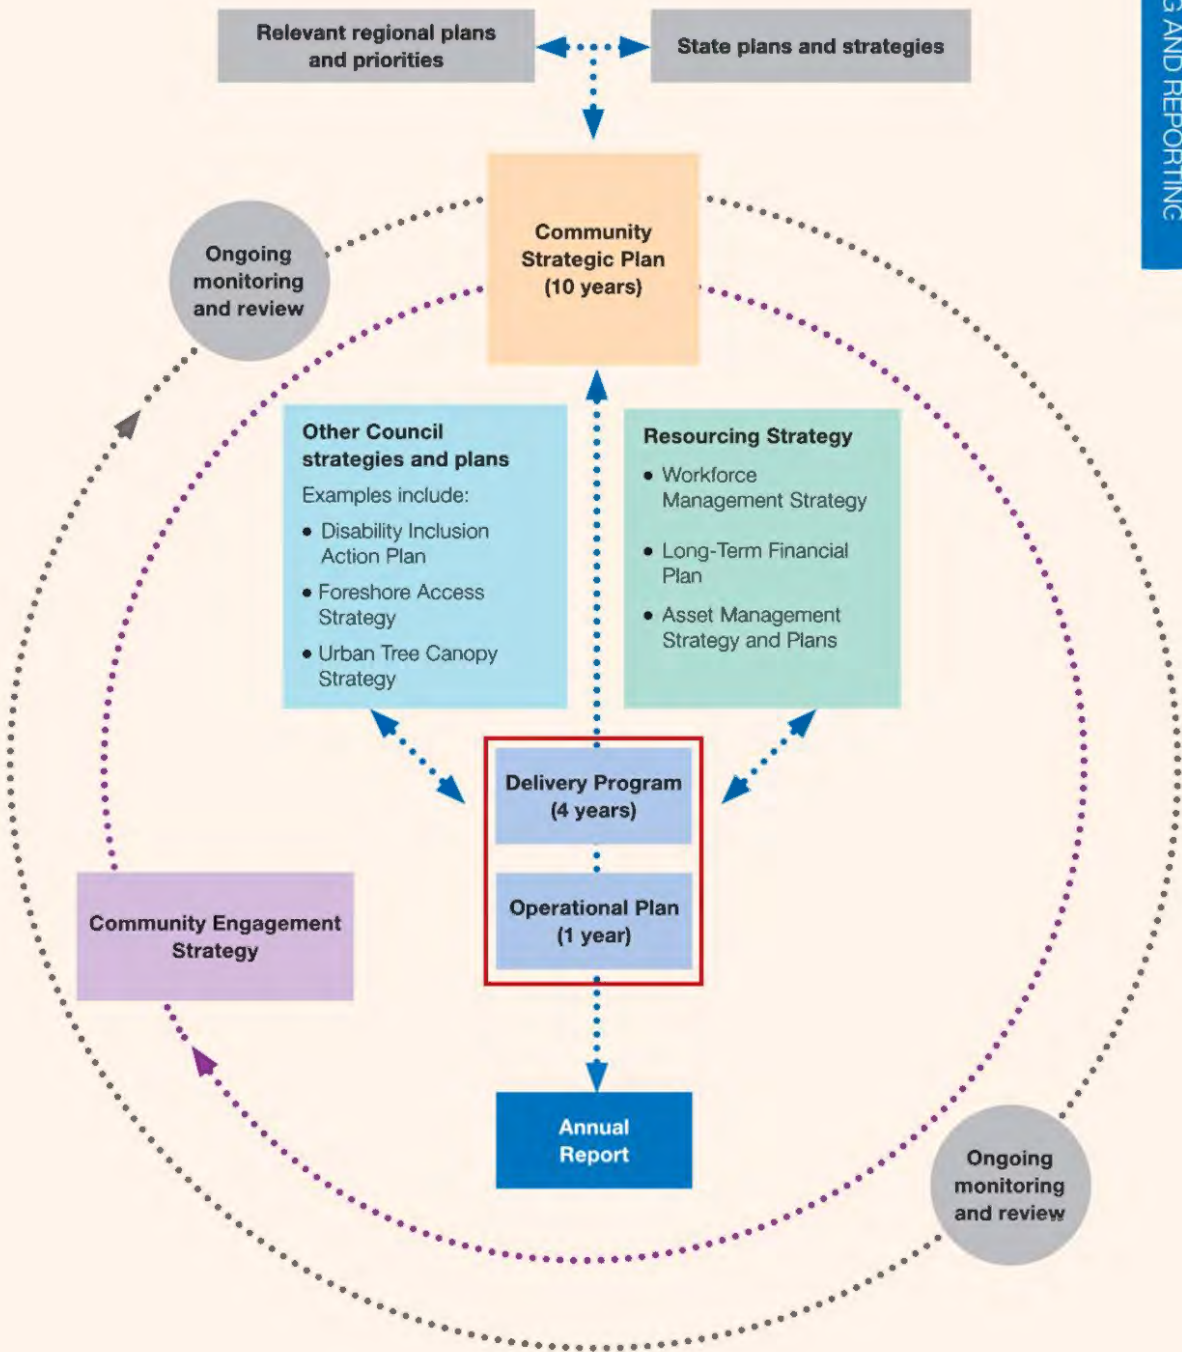 Relevant regional plans
and priorities
State plans and strategies
AND REPORTING
Community
Strategic Plan
(10 years)
Ongoing
monitoring
and review
Other Council
strategies and plans
Examples include:
• Disability Inclusion
Action Plan
• Foreshore Access
Strategy
• Urban Tree Canopy
Strategy
Resourcing Strategy
• Workforce
Management Strategy
• Long-Term Financial
Plan
• Asset Management
Strategy and Plans
Delivery Program
(4 years)
Operational Plan
(1 year)
Community Engagement
Strategy
Annual
Report
Ongoing
monitoring
and review